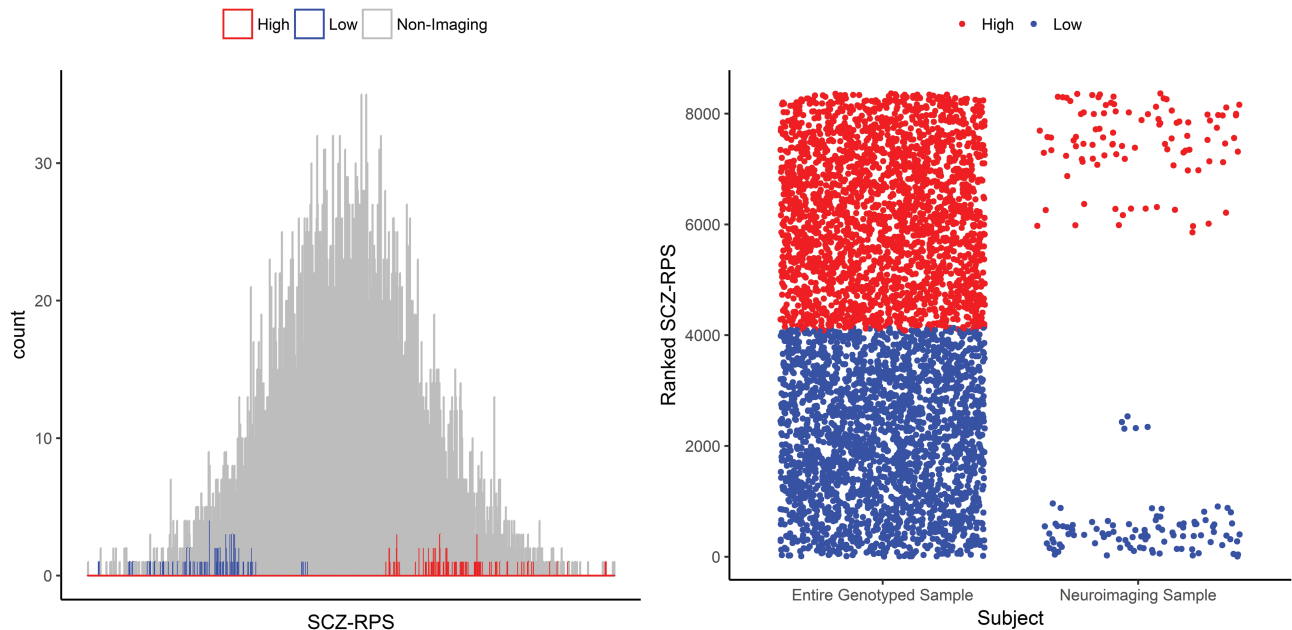 High Low Non-Imaging
count
30
20
10
0
SCZ-RPS
High Low
Ranked SCZ-RPS
8000
6000
4000
2000
0
Entire Genotyped Sample Neuroimaging Sample
Subject